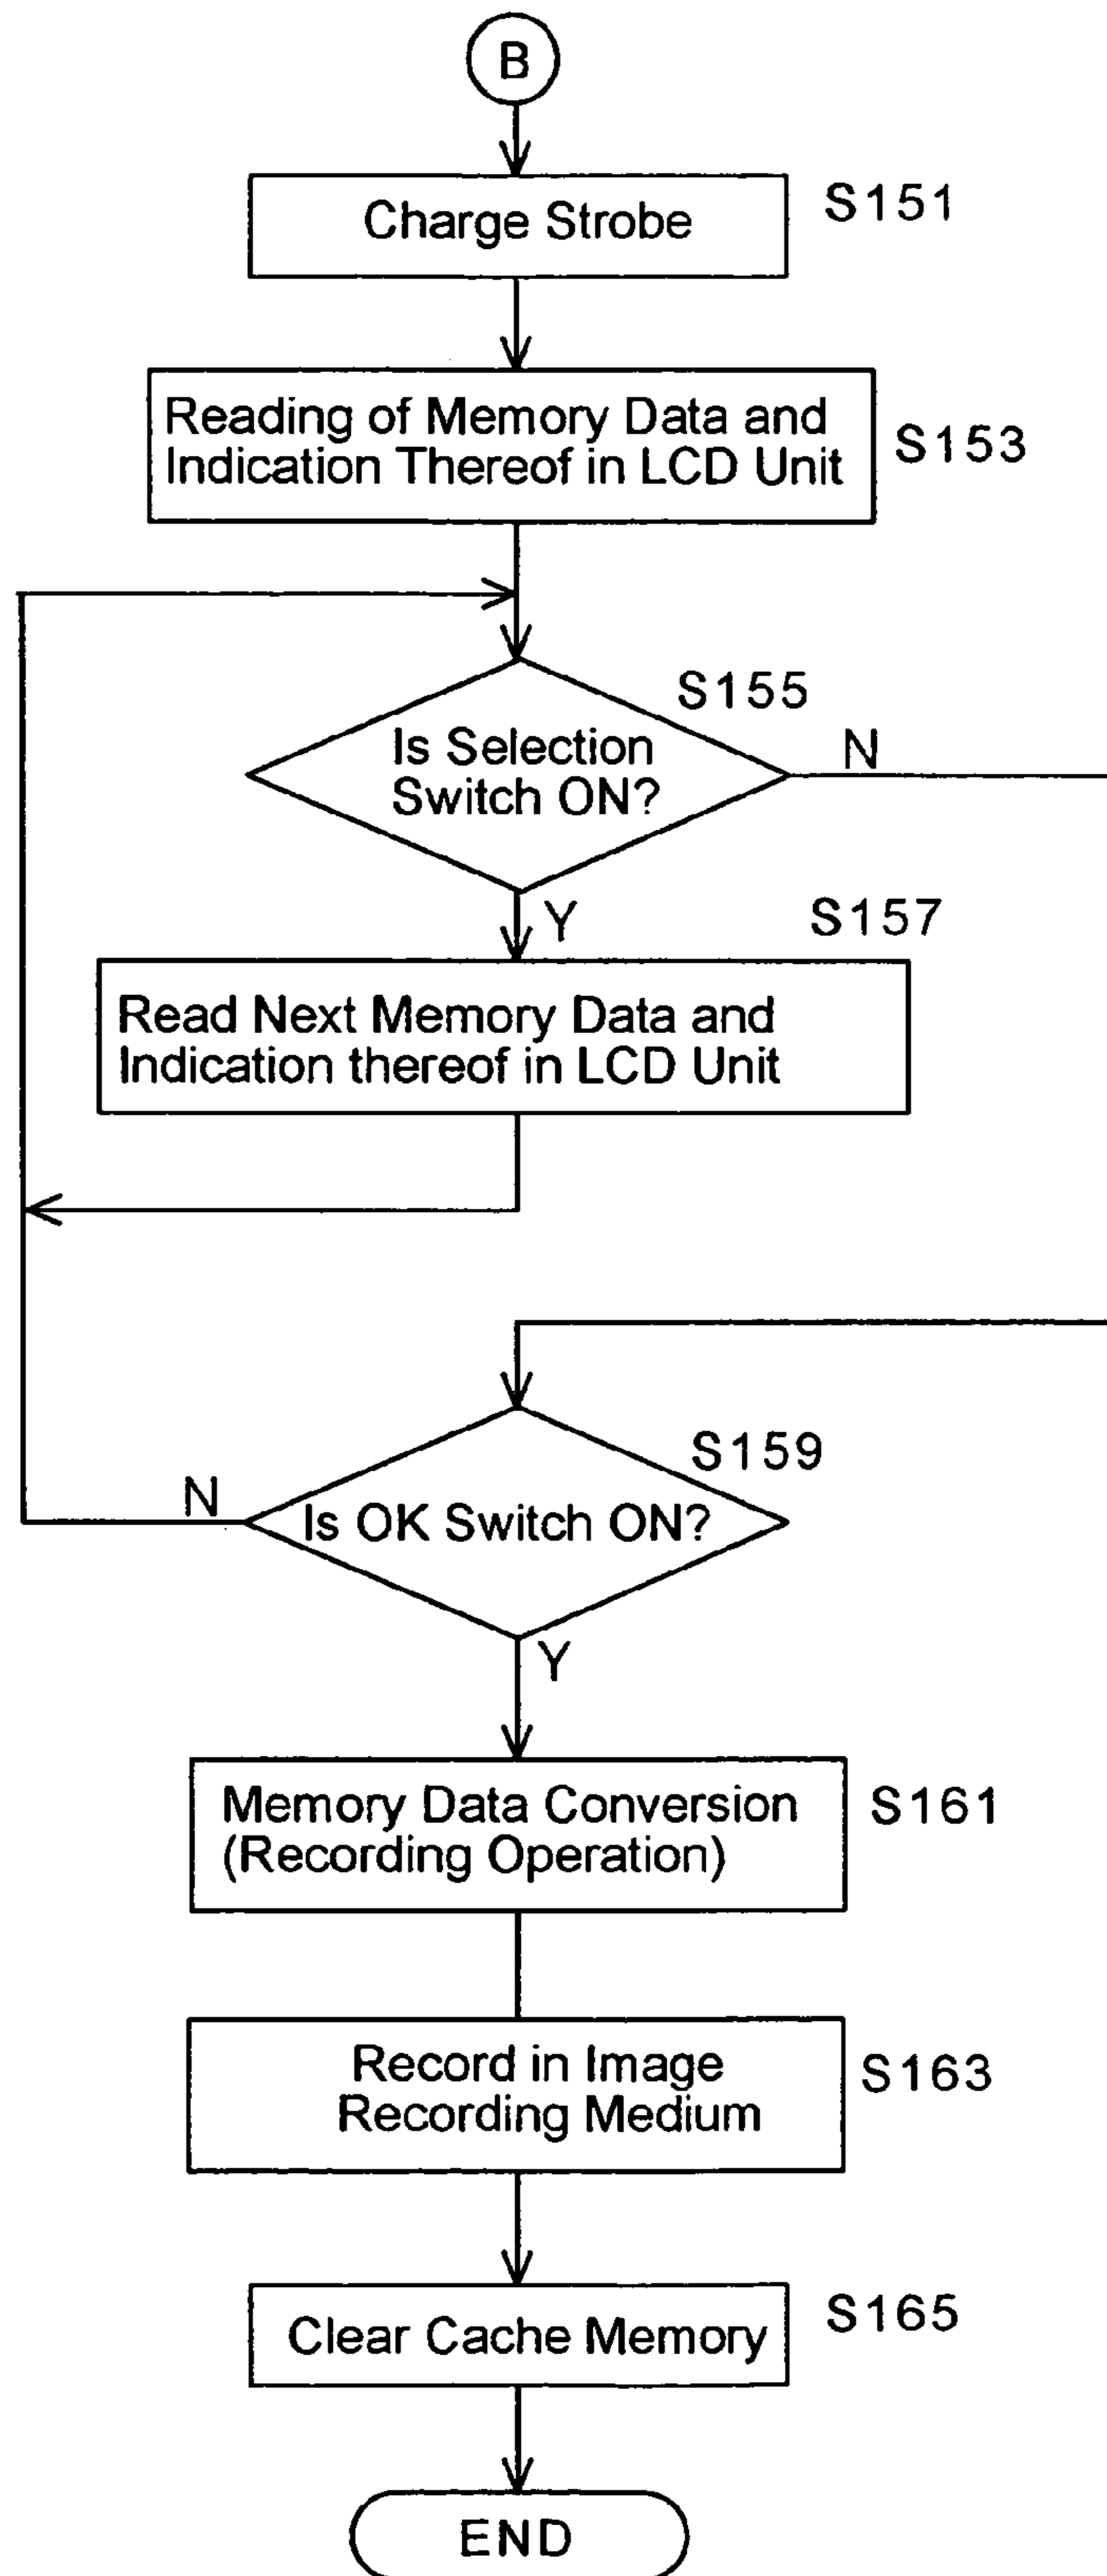 B
Charge Strobe
S151
Reading of Memory Data and
Indication Thereof in LCD Unit
S153
S155
Is Selection
Switch ON?
N
Y
S157
Read Next Memory Data and
Indication thereof in LCD Unit
S159
N
Is OK Switch ON?
Y
Memory Data Conversion
(Recording Operation)
S161
Record in Image
Recording Medium
S163
Clear Cache Memory
S165
END